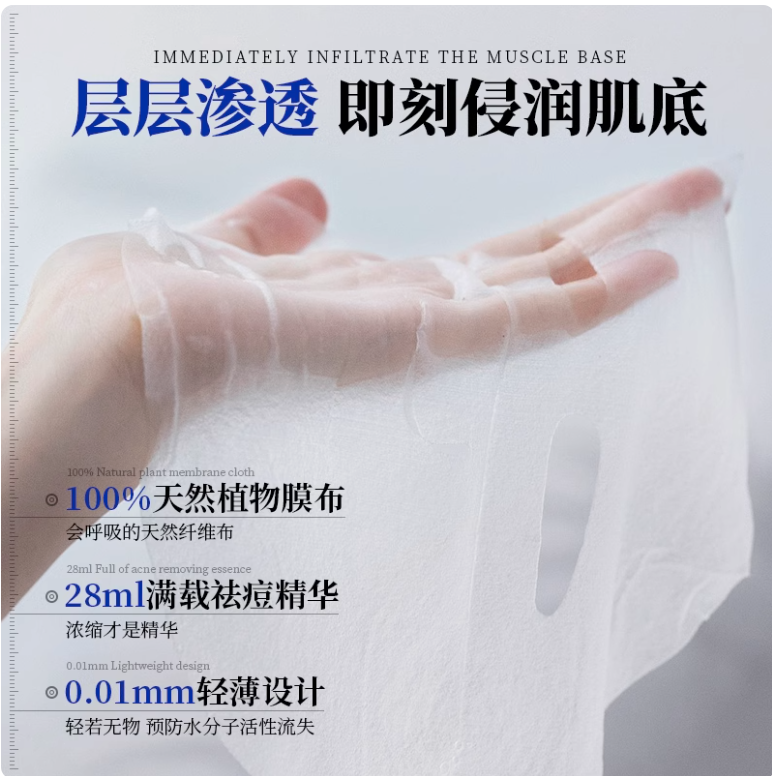 IMMEDIATELY INFILTRATE THE MUSCLE BASE
层层渗透 即刻侵润肌底
100% Natural plant membrane cloth
100%天然植物膜布
会呼吸的天然纤维布
28ml Full of acne removing essence
28ml满载祛痘精华
浓缩才是精华
0.01mm Lightweight design
0.01mm轻薄设计
轻若无物 预防水分子活性流失